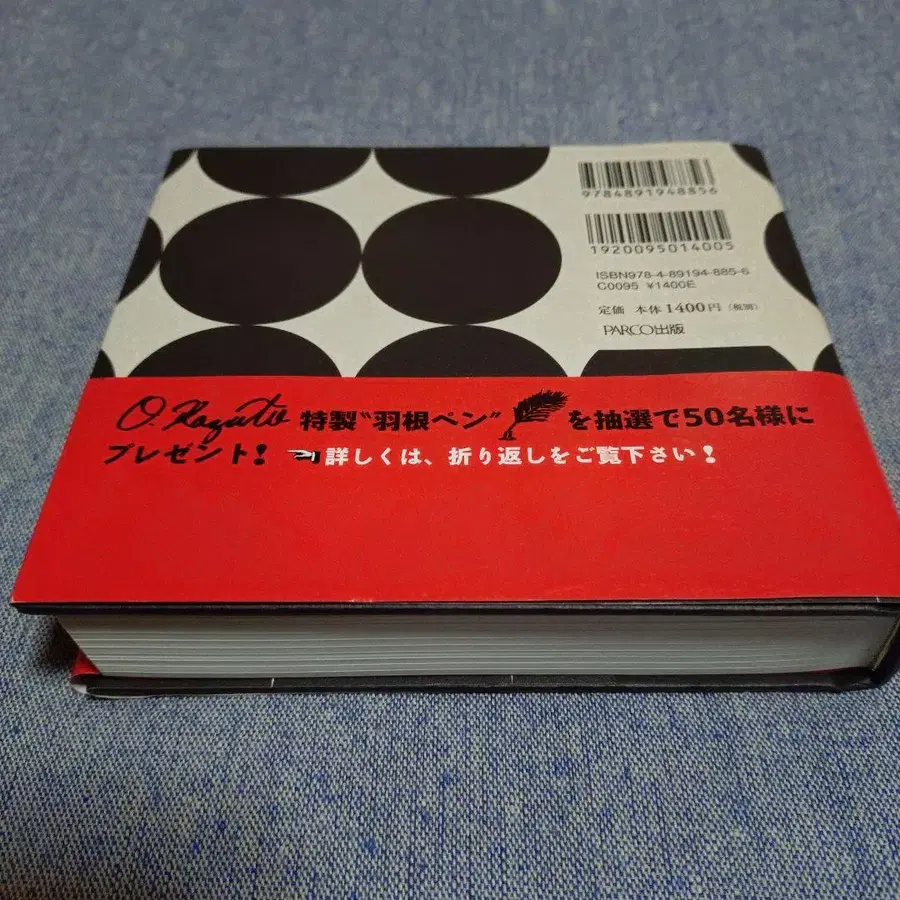 9784891948856
1920095014005
ISBN978-4-89194-885-6
C0095 ¥1400E
定価 本体1400円(税別)
PARCO出版
O. Kazuto 特製"羽根ペン"を抽選で50名様に
プレゼント! 詳しくは、折り返しをご覧下さい!